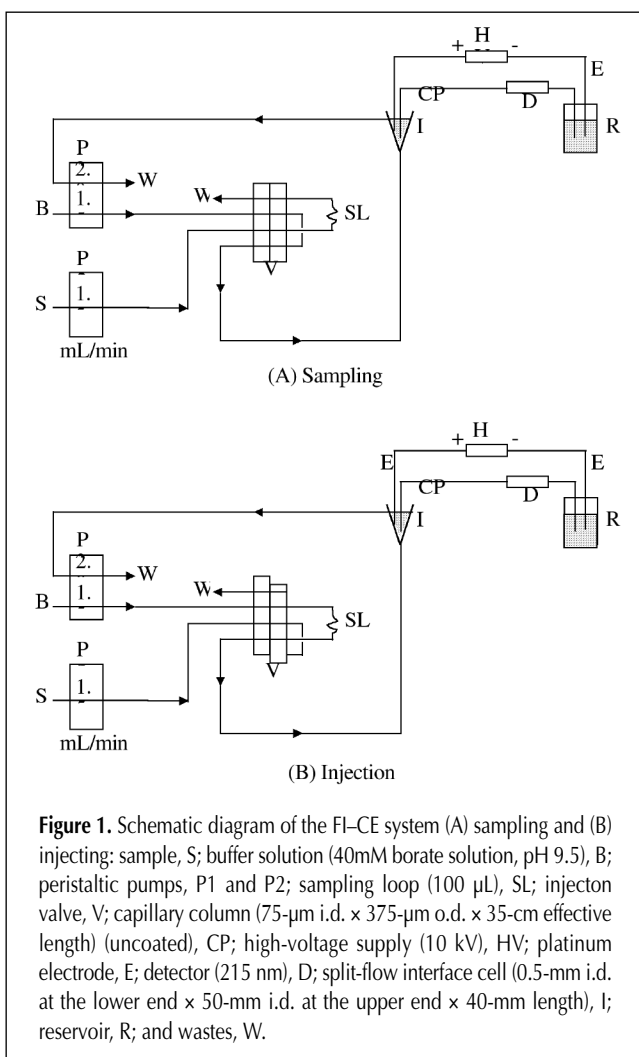 H
+ -
E
CP
D
I
R
P
2.
W
1.
B
W
SL
P
1.
V
S
mL/min
(A) Sampling
H
+ -
E E
CP
D
I
R
P
2.
W
1.
B
W
SL
P
1.
V
S
mL/min
(B) Injection
Figure 1. Schematic diagram of the FI–CE system (A) sampling and (B)
injecting: sample, S; buffer solution (40mM borate solution, pH 9.5), B;
peristaltic pumps, P1 and P2; sampling loop (100 μL), SL; injecton
valve, V; capillary column (75-μm i.d. × 375-μm o.d. × 35-cm effective
length) (uncoated), CP; high-voltage supply (10 kV), HV; platinum
electrode, E; detector (215 nm), D; split-flow interface cell (0.5-mm i.d.
at the lower end × 50-mm i.d. at the upper end × 40-mm length), I;
reservoir, R; and wastes, W.